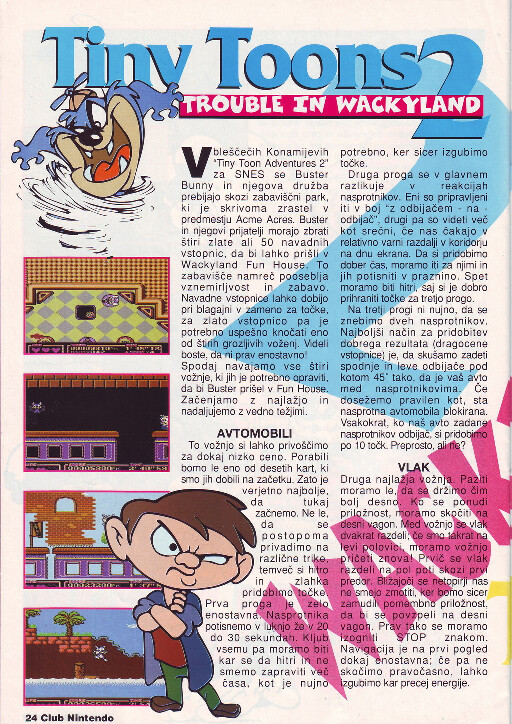 Tiny Toons 2
TROUBLE IN WACKYLAND
V
bleščečih Konamijevih
"Tiny Toon Adventures 2"
za SNES se Buster
Bunny in njegova družba
prebijajo skozi zabaviščni park,
ki je skrivoma zrastel v
predmestju Acme Acres. Buster
in njegovi prijatelji morajo zbrati
štiri zlate ali 50 navadnih
vstopnic, da bi lahko prišli v
Wackyland Fun House. To
zabavišče namreč poseblja
vznemirljivost in zabavo.
Navadne vstopnice lahko dobijo
pri blagajni v zameno za točke,
za zlato vstopnico pa je
potrebno uspešno končati eno
od štirih grozljivih voženj. Videli
boste, da ni prav enostavno!
Spodaj navajamo vse štiri
vožnje, ki jih je potrebno opraviti,
da bi Buster prišel v Fun House.
Začenjamo z najlažjo in
nadaljujemo z vedno težjimi.
AVTOMOBILI
To vožnjo si lahko privoščimo
za dokaj nizko ceno. Porabili
bomo le eno od desetih kart, ki
smo jih dobili na začetku. Zato je
verjetno najbolje,
da tukaj
začnemo. Ne le,
da se
postopoma
privadimo na
različne trike,
temveč si hitro
in zlahka
pridobimo točke.
Prva proga je zelo
enostavna. Nasprotnika
potisnemo v luknjo že v 20
do 30 sekundah. Kljub
vsemu pa moramo biti
kar se da hitri in ne
smemo zapraviti več
časa, kot je nujno
potrebno, ker sicer izgubimo
točke.
Druga proga se v glavnem
razlikuje v reakcijah
nasprotnikov. Eni so pripravljeni
iti v boj "z odbijačem - na -
odbijač", drugi pa so videti več
kot srečni, če nas čakajo v
relativno varni razdalji v koridorju
na dnu ekrana. Da si pridobimo
dober čas, moramo iti za njimi in
jih potisniti v praznino. Spet
moramo biti hitri, saj si je dobro
prihraniti točke za tretjo progo.
Na tretji progi ni nujno, da se
znebimo dveh nasprotnikov.
Najboljši način za pridobitev
dobrega rezultata (dragocene
vstopnice) je, da skušamo zadeti
spodnje in leve odbijače pod
kotom 45° tako, da je vaš avto
med nasprotnikovima. Če
dosežemo pravilen kot, sta
nasprotna avtomobila blokirana.
Vsakokrat, ko naš avto zadane
nasprotnikov odbijač, si pridobimo
po 10 točk. Preprosto, ali ne?
VLAK
Druga najlažja vožnja. Paziti
moramo le, da se držimo čim
bolj desno. Ko se ponudi
priložnost, moramo skočiti na
desni vagon. Med vožnjo se vlak
dvakrat razdeli; če smo takrat na
levi polovici, moramo vožnjo
pričeti znova. Prvič se vlak
razdeli na pol poti skozi prvi
predor. Bližajoči se netopirji nas
ne smejo zmotiti, ker bomo sicer
zamudili pomembno priložnost,
da bi se povzpeli na desni
vagon. Prav tako se moramo
izogniti STOP znakom.
Navigacija je na prvi pogled
dokaj enostavna; če pa ne
skočimo pravočasno, lahko
izgubimo kar precej energije.
WACK
24 Club Nintendo